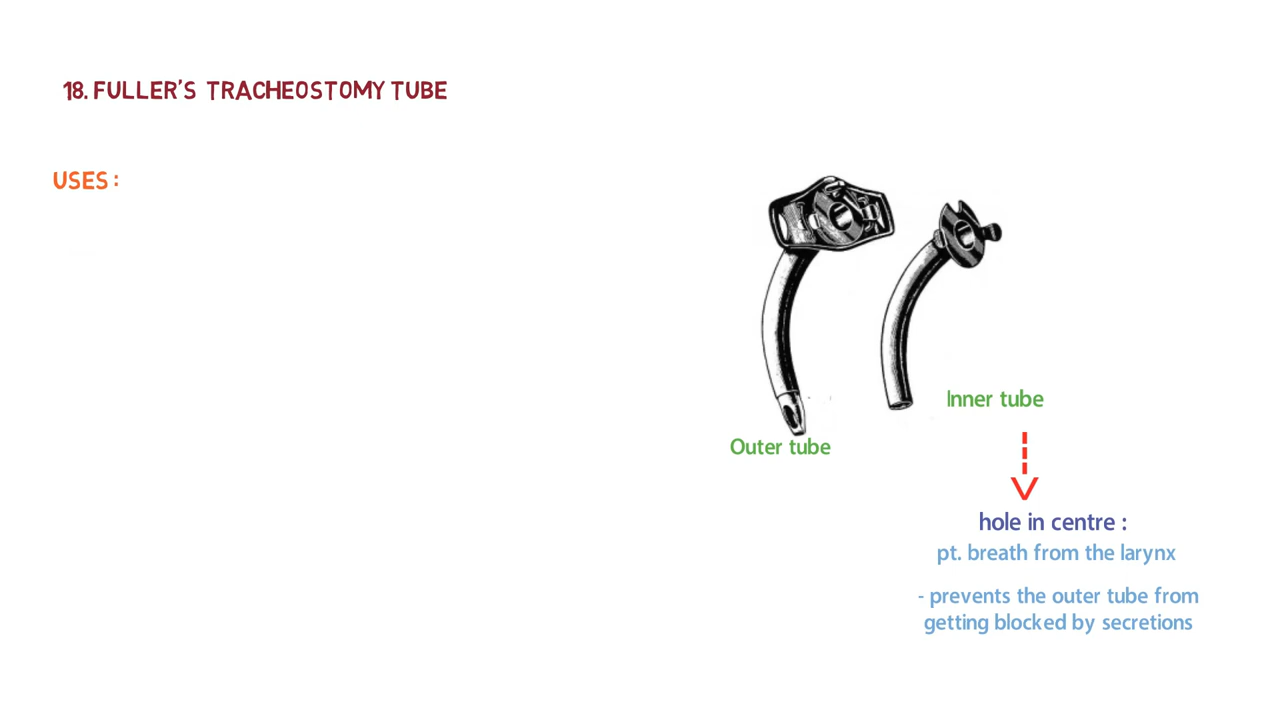 18. FULLER'S TRACHEOSTOMY TUBE
USES :
Inner tube
Outer tube
hole in centre :
pt. breath from the larynx
- prevents the outer tube from
getting blocked by secretions